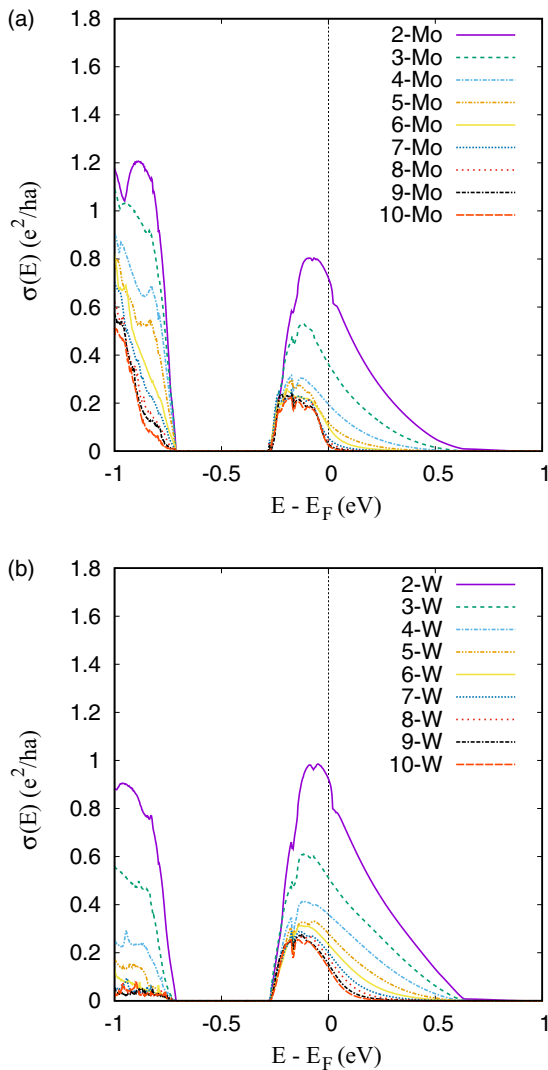 (a)
1.8
1.6
1.4
1.2
1
0.8
0.6
0.4
0.2
0
σ(E) (e²/ha)
2-Mo
3-Mo
4-Mo
5-Mo
6-Mo
7-Mo
8-Mo
9-Mo
10-Mo
-1 -0.5 0 0.5 1
E - E_F (eV)
(b)
1.8
1.6
1.4
1.2
1
0.8
0.6
0.4
0.2
0
σ(E) (e²/ha)
2-W
3-W
4-W
5-W
6-W
7-W
8-W
9-W
10-W
-1 -0.5 0 0.5 1
E - E_F (eV)